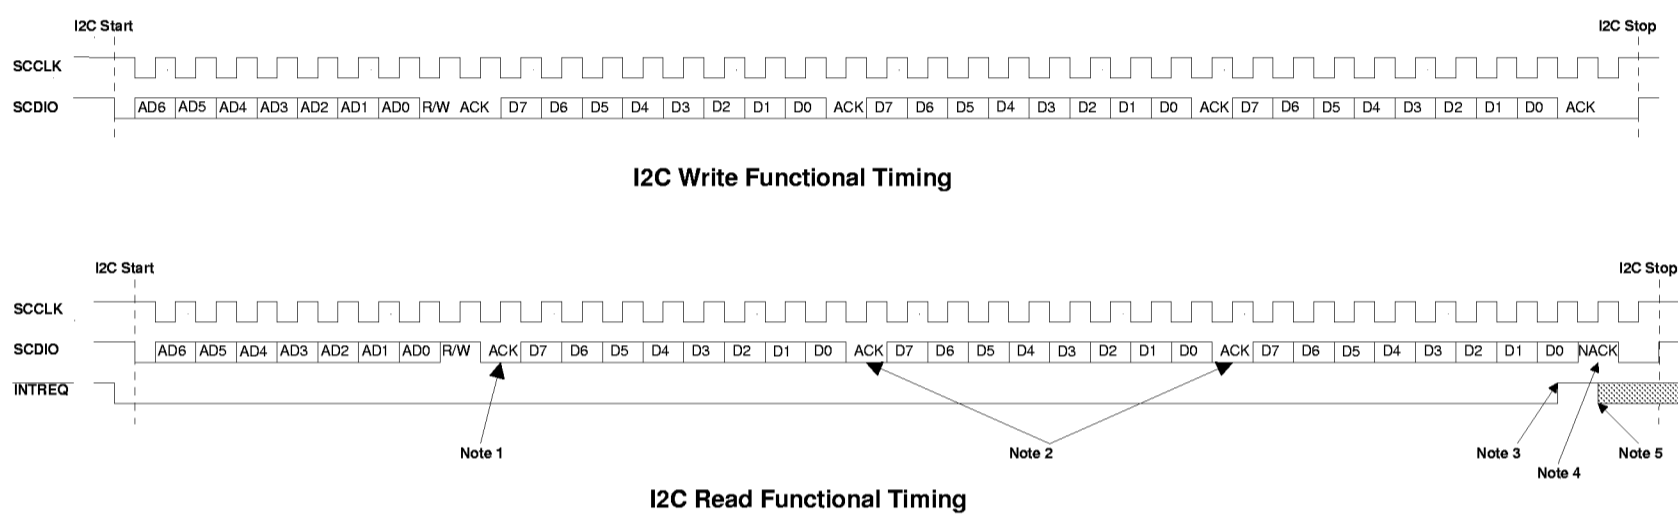 I2C Start I2C Stop
SCCLK
SCDIO AD6 AD5 AD4 AD3 AD2 AD1 AD0 R/W ACK D7 D6 D5 D4 D3 D2 D1 D0 ACK D7 D6 D5 D4 D3 D2 D1 D0 ACK D7 D6 D5 D4 D3 D2 D1 D0 ACK
I2C Write Functional Timing
I2C Start I2C Stop
SCCLK
SCDIO AD6 AD5 AD4 AD3 AD2 AD1 AD0 R/W ACK D7 D6 D5 D4 D3 D2 D1 D0 ACK D7 D6 D5 D4 D3 D2 D1 D0 ACK D7 D6 D5 D4 D3 D2 D1 D0 NACK
INTREQ
Note 1 Note 2 Note 3 Note 5
Note 4
I2C Read Functional Timing